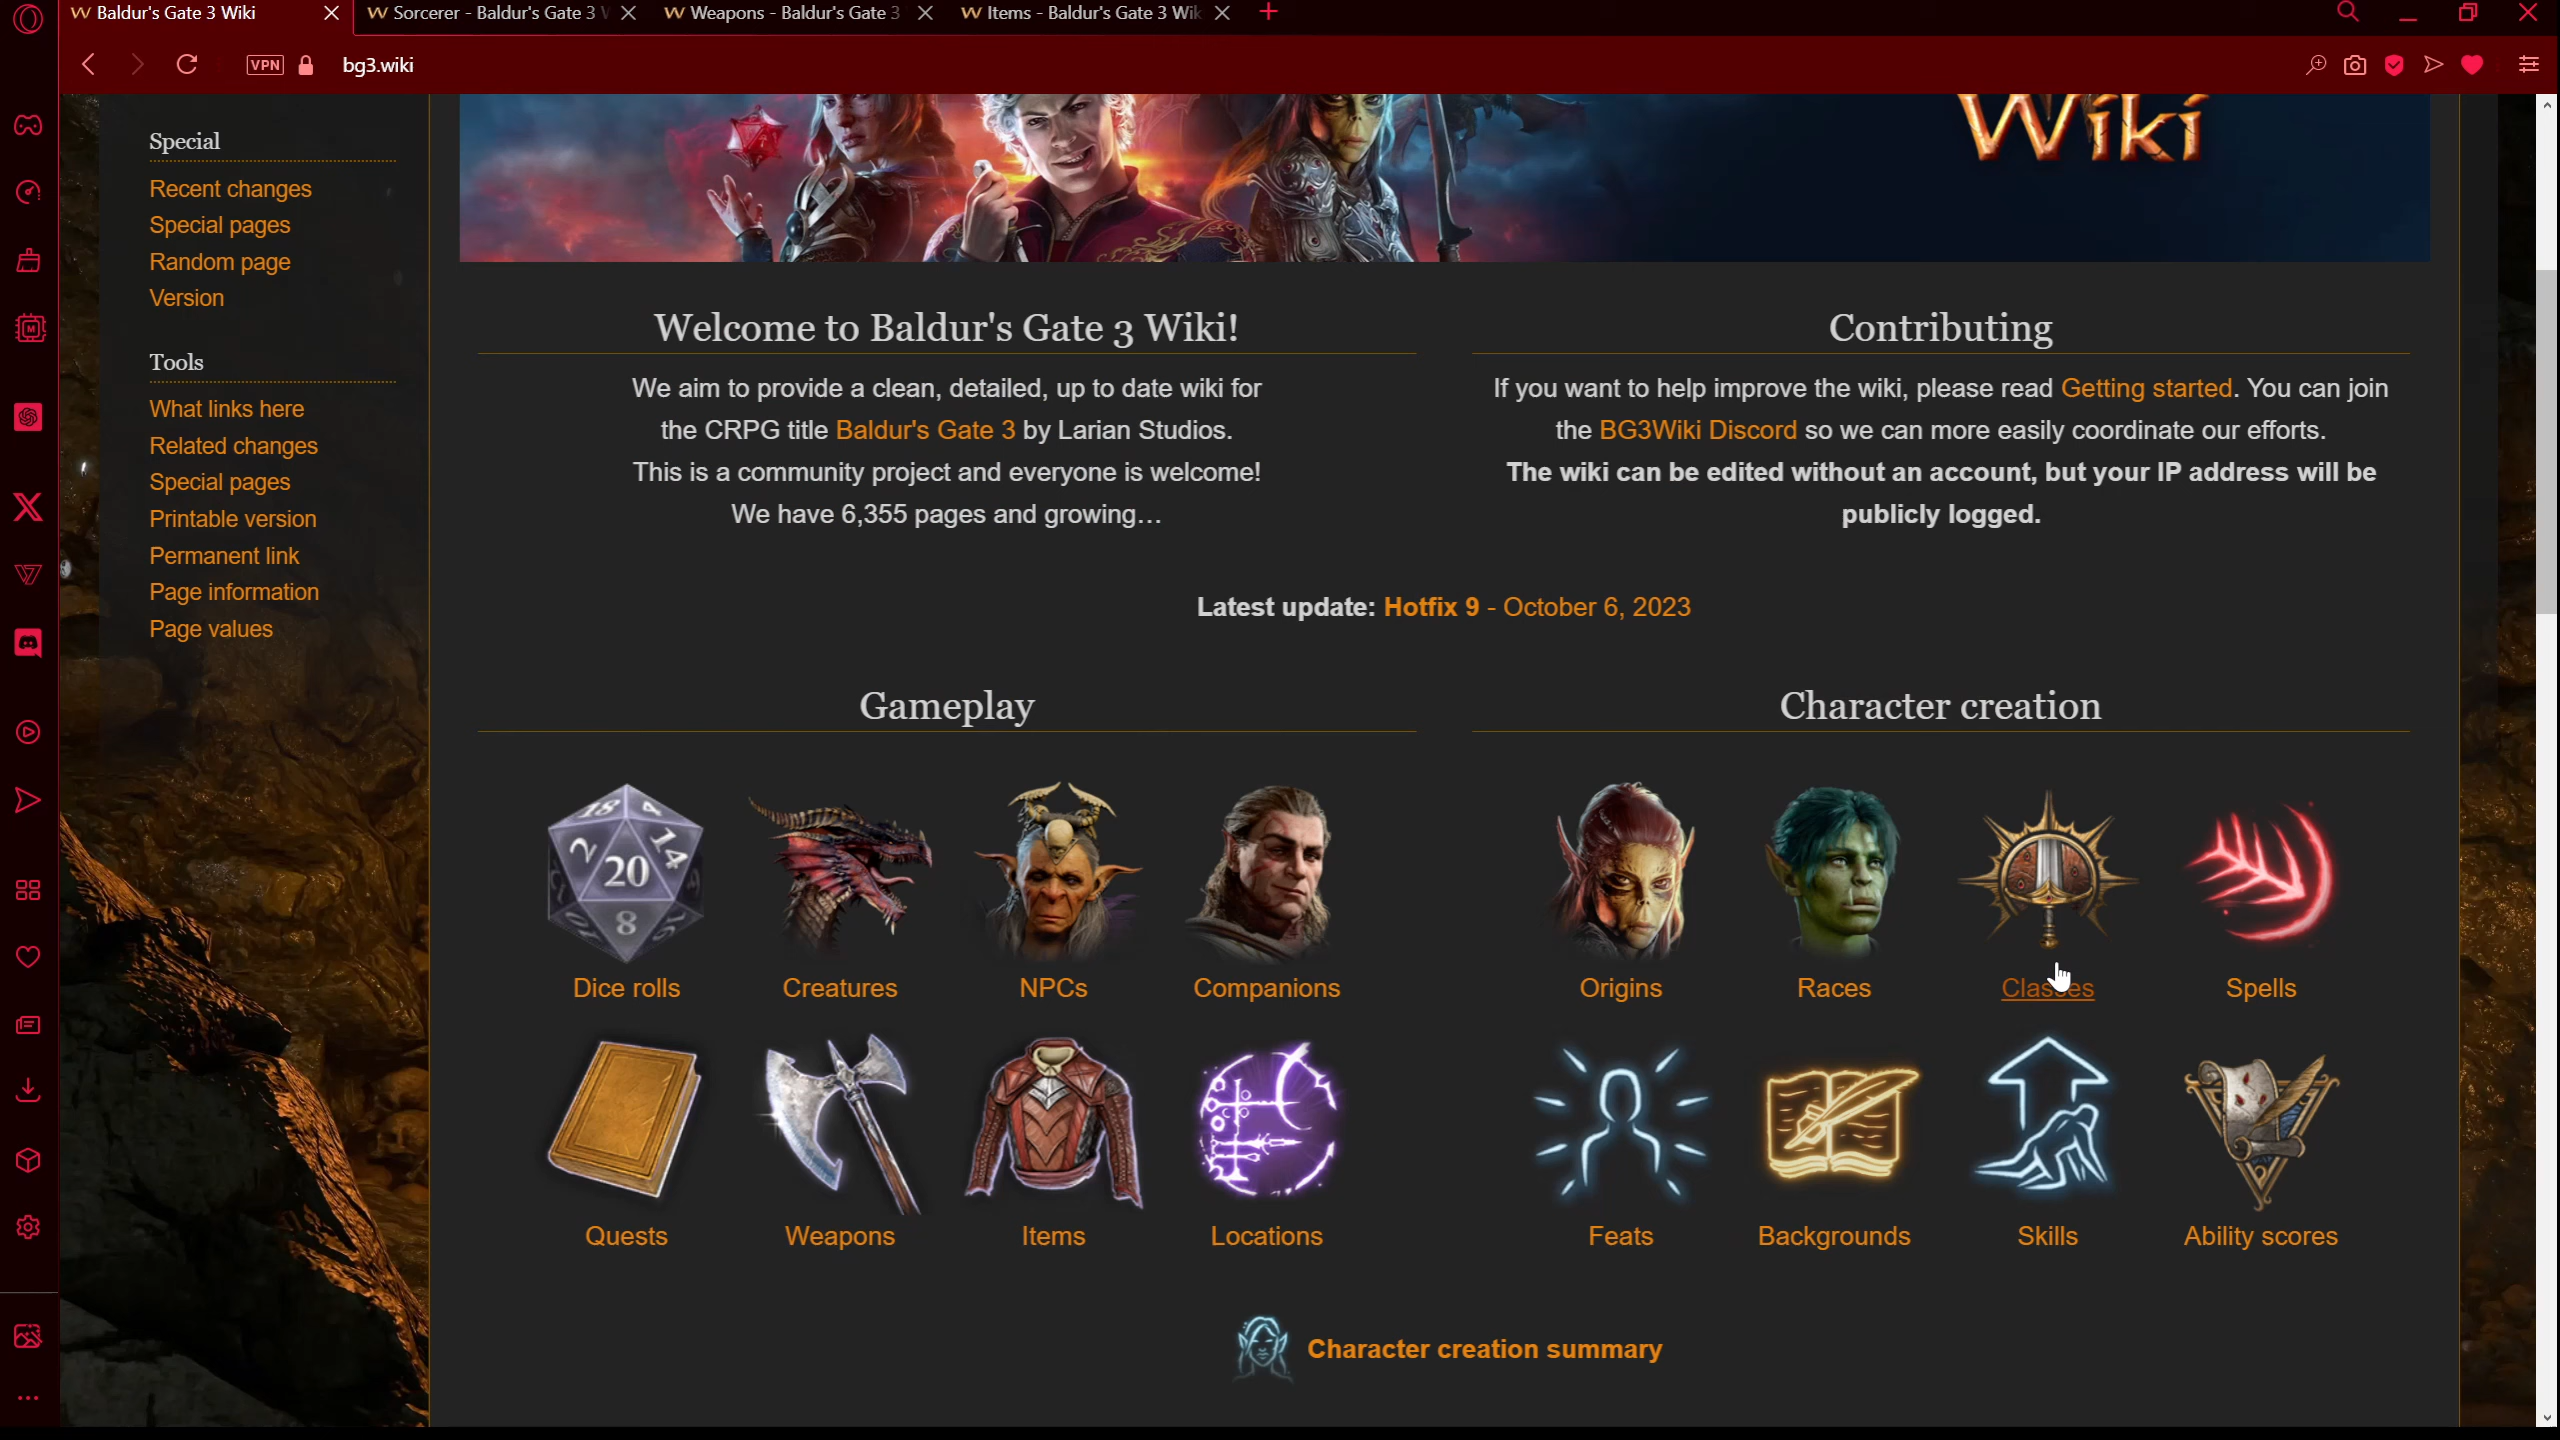 Baldur's Gate 3 Wiki
Sorcerer - Baldur's Gate 3
Weapons - Baldur's Gate 3
Items - Baldur's Gate 3 Wik
VPN
bg3.wiki
Special
Recent changes
Special pages
Random page
Version
Tools
What links here
Related changes
Special pages
Printable version
Permanent link
Page information
Page values
Wiki
Welcome to Baldur's Gate 3 Wiki!
We aim to provide a clean, detailed, up to date wiki for
the CRPG title Baldur's Gate 3 by Larian Studios.
This is a community project and everyone is welcome!
We have 6,355 pages and growing…
Contributing
If you want to help improve the wiki, please read Getting started. You can join
the BG3Wiki Discord so we can more easily coordinate our efforts.
The wiki can be edited without an account, but your IP address will be
publicly logged.
Latest update: Hotfix 9 - October 6, 2023
Gameplay
18 4
2 20 14
8
Dice rolls
Creatures
NPCs
Companions
Quests
Weapons
Items
Locations
Character creation
Origins
Races
Classes
Spells
Feats
Backgrounds
Skills
Ability scores
Character creation summary